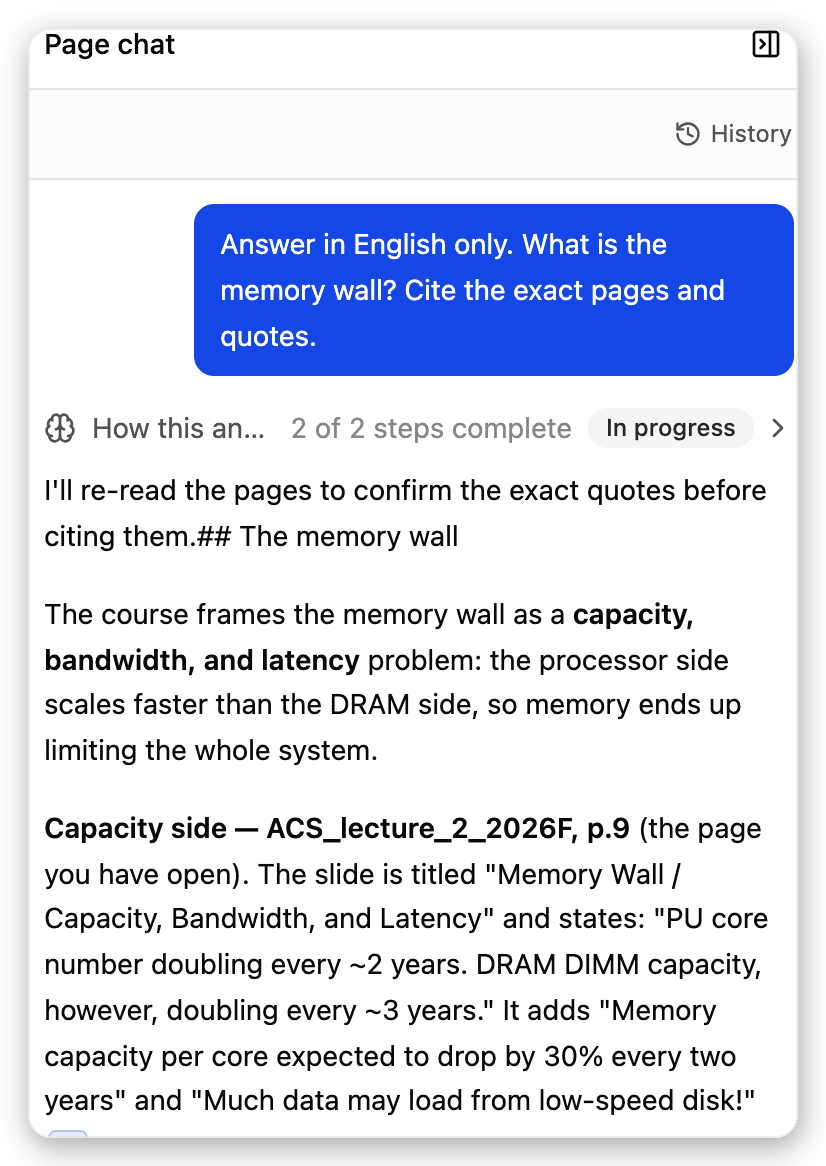 Page chat
History
Answer in English only. What is the
memory wall? Cite the exact pages and
quotes.
How this an... 2 of 2 steps complete In progress
I'll re-read the pages to confirm the exact quotes before
citing them.## The memory wall
The course frames the memory wall as a capacity,
bandwidth, and latency problem: the processor side
scales faster than the DRAM side, so memory ends up
limiting the whole system.
Capacity side — ACS_lecture_2_2026F, p.9 (the page
you have open). The slide is titled "Memory Wall /
Capacity, Bandwidth, and Latency" and states: "PU core
number doubling every ~2 years. DRAM DIMM capacity,
however, doubling every ~3 years." It adds "Memory
capacity per core expected to drop by 30% every two
years" and "Much data may load from low-speed disk!"